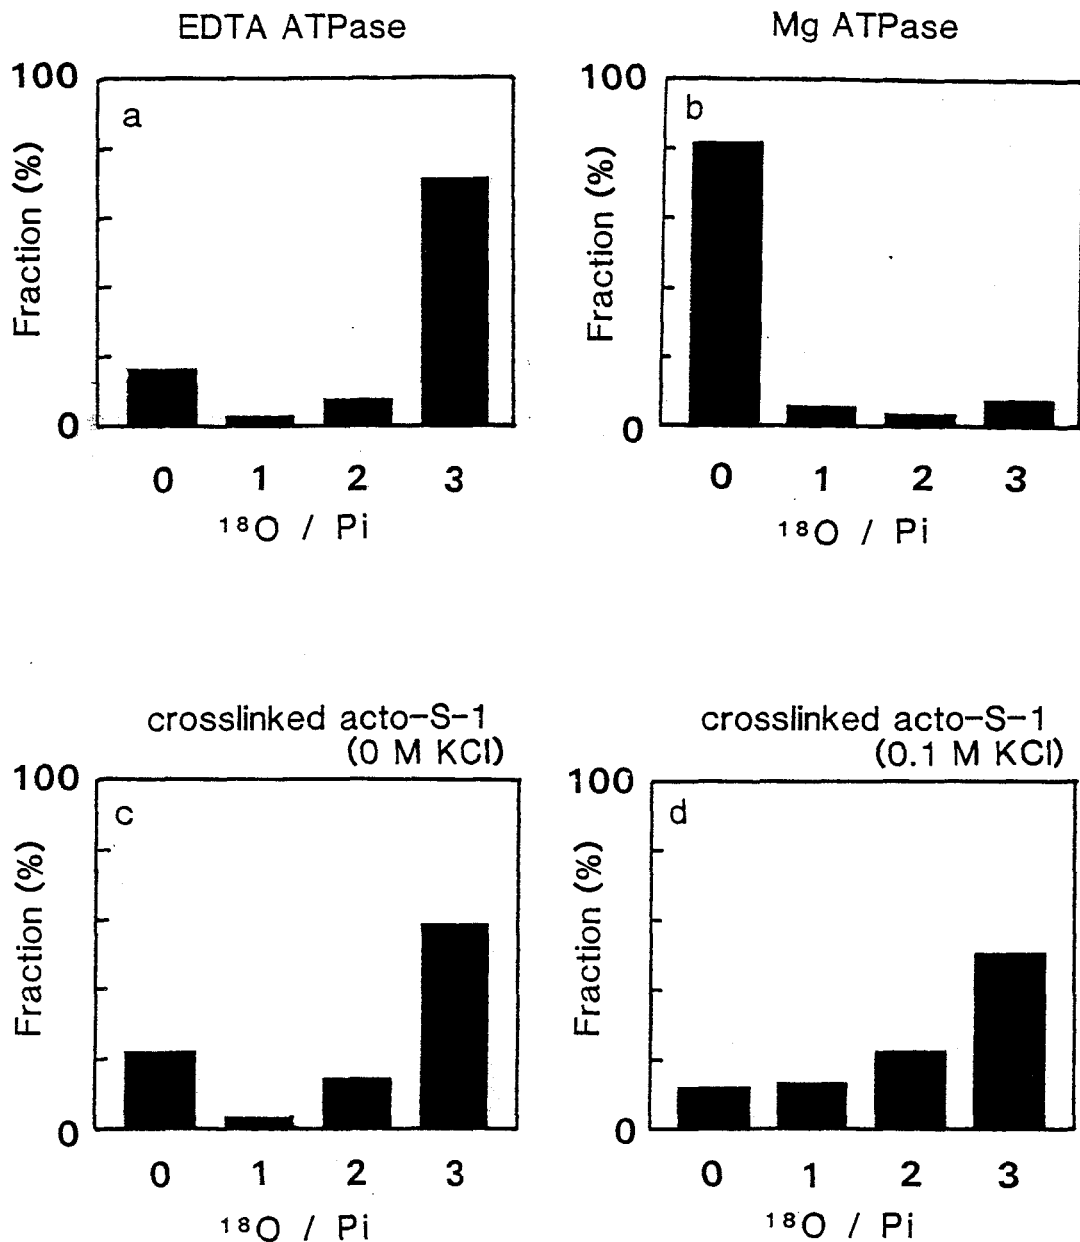 EDTA ATPase
100
a
Fraction (%)
0
0 1 2 3
¹⁸O / Pi
Mg ATPase
100
b
Fraction (%)
0
0 1 2 3
¹⁸O / Pi
crosslinked acto-S-1
(0 M KCl)
100
c
Fraction (%)
0
0 1 2 3
¹⁸O / Pi
crosslinked acto-S-1
(0.1 M KCl)
100
d
Fraction (%)
0
0 1 2 3
¹⁸O / Pi